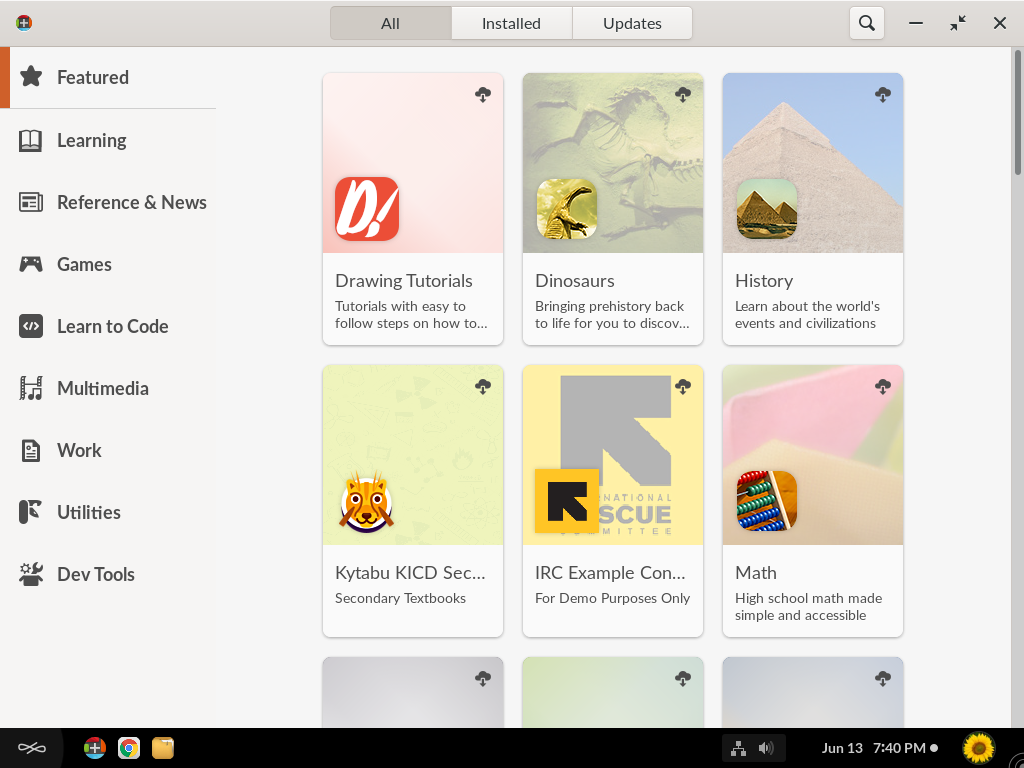 All
Installed
Updates
Featured
Learning
Reference & News
Games
Learn to Code
Multimedia
Work
Utilities
Dev Tools
D!
Drawing Tutorials
Tutorials with easy to
follow steps on how to...
Dinosaurs
Bringing prehistory back
to life for you to discov...
History
Learn about the world's
events and civilizations
Kytabu KICD Sec...
Secondary Textbooks
NATIONAL
SCUE
MMITTEE
IRC Example Con...
For Demo Purposes Only
Math
High school math made
simple and accessible
Jun 13 7:40 PM